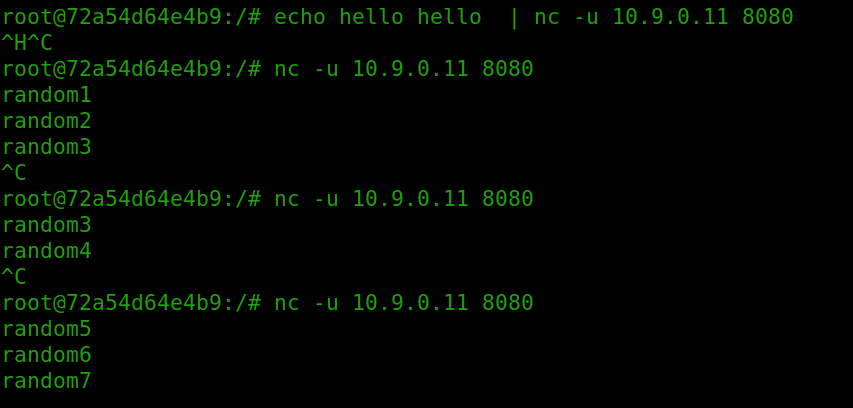 root@72a54d64e4b9:/# echo hello hello  | nc -u 10.9.0.11 8080
^H^C
root@72a54d64e4b9:/# nc -u 10.9.0.11 8080
random1
random2
random3
^C
root@72a54d64e4b9:/# nc -u 10.9.0.11 8080
random3
random4
^C
root@72a54d64e4b9:/# nc -u 10.9.0.11 8080
random5
random6
random7